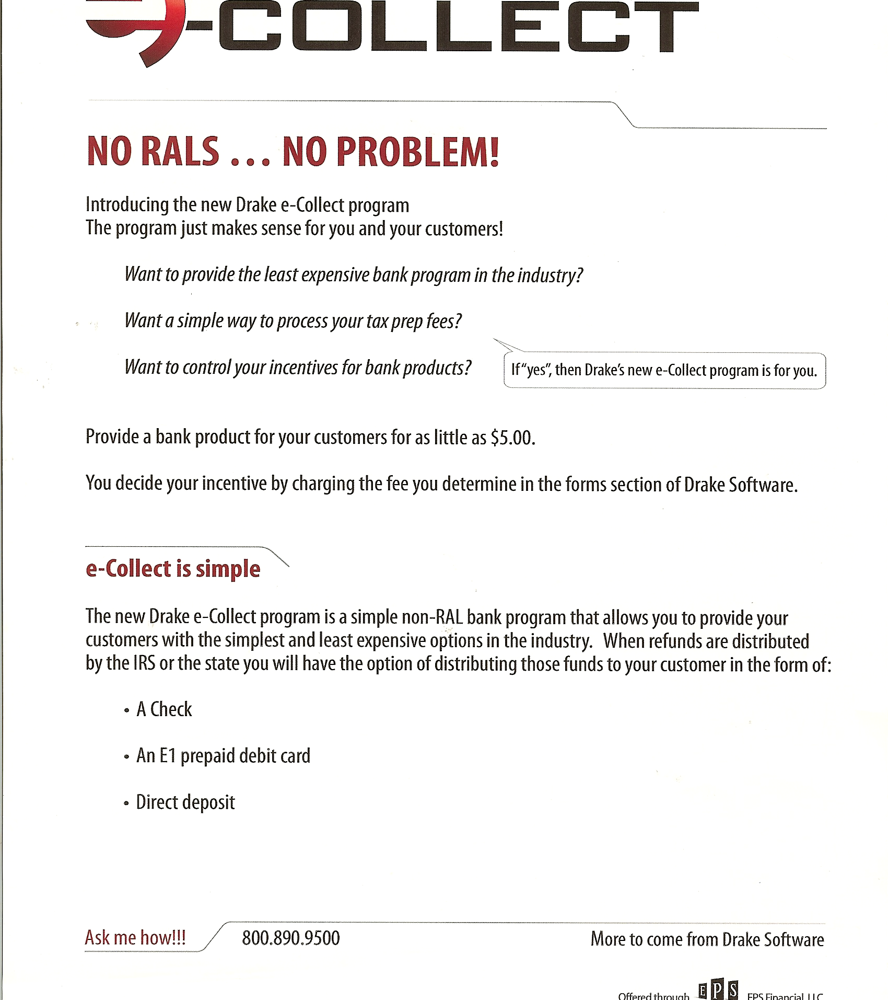 e-COLLECT
NO RALS ... NO PROBLEM!
Introducing the new Drake e-Collect program
The program just makes sense for you and your customers!
Want to provide the least expensive bank program in the industry?
Want a simple way to process your tax prep fees?
Want to control your incentives for bank products?
If "yes", then Drake's new e-Collect program is for you.
Provide a bank product for your customers for as little as $5.00.
You decide your incentive by charging the fee you determine in the forms section of Drake Software.
e-Collect is simple
The new Drake e-Collect program is a simple non-RAL bank program that allows you to provide your
customers with the simplest and least expensive options in the industry. When refunds are distributed
by the IRS or the state you will have the option of distributing those funds to your customer in the form of:
• A Check
• An E1 prepaid debit card
• Direct deposit
Ask me how!!!
800.890.9500
More to come from Drake Software
Offered through EPS EPS Financial, LLC